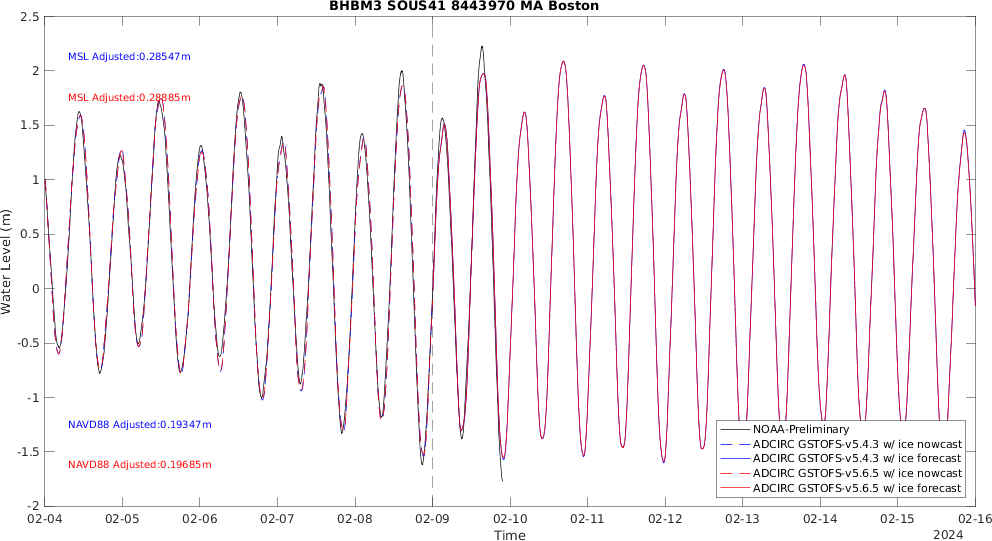 BHBM3 SOUS41 8443970 MA Boston
2.5
2
1.5
1
0.5
0
-0.5
-1
-1.5
-2
Water Level (m)
MSL Adjusted:0.28547m
MSL Adjusted:0.28885m
NAVD88 Adjusted:0.19347m
NAVD88 Adjusted:0.19685m
NOAA-Preliminary
ADCIRC GSTOFS-v5.4.3 w/ ice nowcast
ADCIRC GSTOFS-v5.4.3 w/ ice forecast
ADCIRC GSTOFS-v5.6.5 w/ ice nowcast
ADCIRC GSTOFS-v5.6.5 w/ ice forecast
02-04 02-05 02-06 02-07 02-08 02-09 02-10 02-11 02-12 02-13 02-14 02-15 02-16
Time
2024